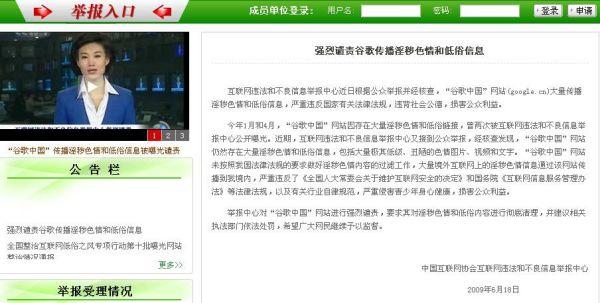 举报入口
成员单位登录: 用户名: 密码: 登录 申请
1 2 3
“谷歌中国”传播淫秽色情和低俗信息被曝光谴责
公 告 栏
强烈谴责谷歌传播淫秽色情和低俗信息
全国整治互联网低俗之风专项行动第十批曝光网站
整治情况通报
更多>>
举报受理情况
强烈谴责谷歌传播淫秽色情和低俗信息
互联网违法和不良信息举报中心近日根据公众举报并经核查，“谷歌中国”网站(google.cn)大量传播
淫秽色情和低俗信息，严重违反国家有关法律法规，违背社会公德，损害公众利益。
今年1月和4月，“谷歌中国”网站因存在大量淫秽色情和低俗链接，曾两次被互联网违法和不良信息举
报中心公开曝光。近期，互联网违法和不良信息举报中心又接到公众举报，经核查发现，“谷歌中国”网站
仍然存在大量淫秽色情和低俗信息，包括大量极其低级、丑陋的色情图片、视频和文字。“谷歌中国”网站
未按照我国法律法规的要求做好淫秽色情内容的过滤工作，大量境外互联网上的淫秽色情信息通过该网站传
播到我境内，严重违反了《全国人大常委会关于维护互联网安全的决定》和国务院《互联网信息服务管理办
法》等法律法规，以及有关行业自律规范，严重侵害青少年身心健康，损害公众利益。
举报中心对“谷歌中国”网站进行强烈谴责，要求其对淫秽色情和低俗内容进行彻底清理，并建议相关
执法部门依法处罚，希望广大网民继续予以监督。
中国互联网协会互联网违法和不良信息举报中心
2009年6月18日